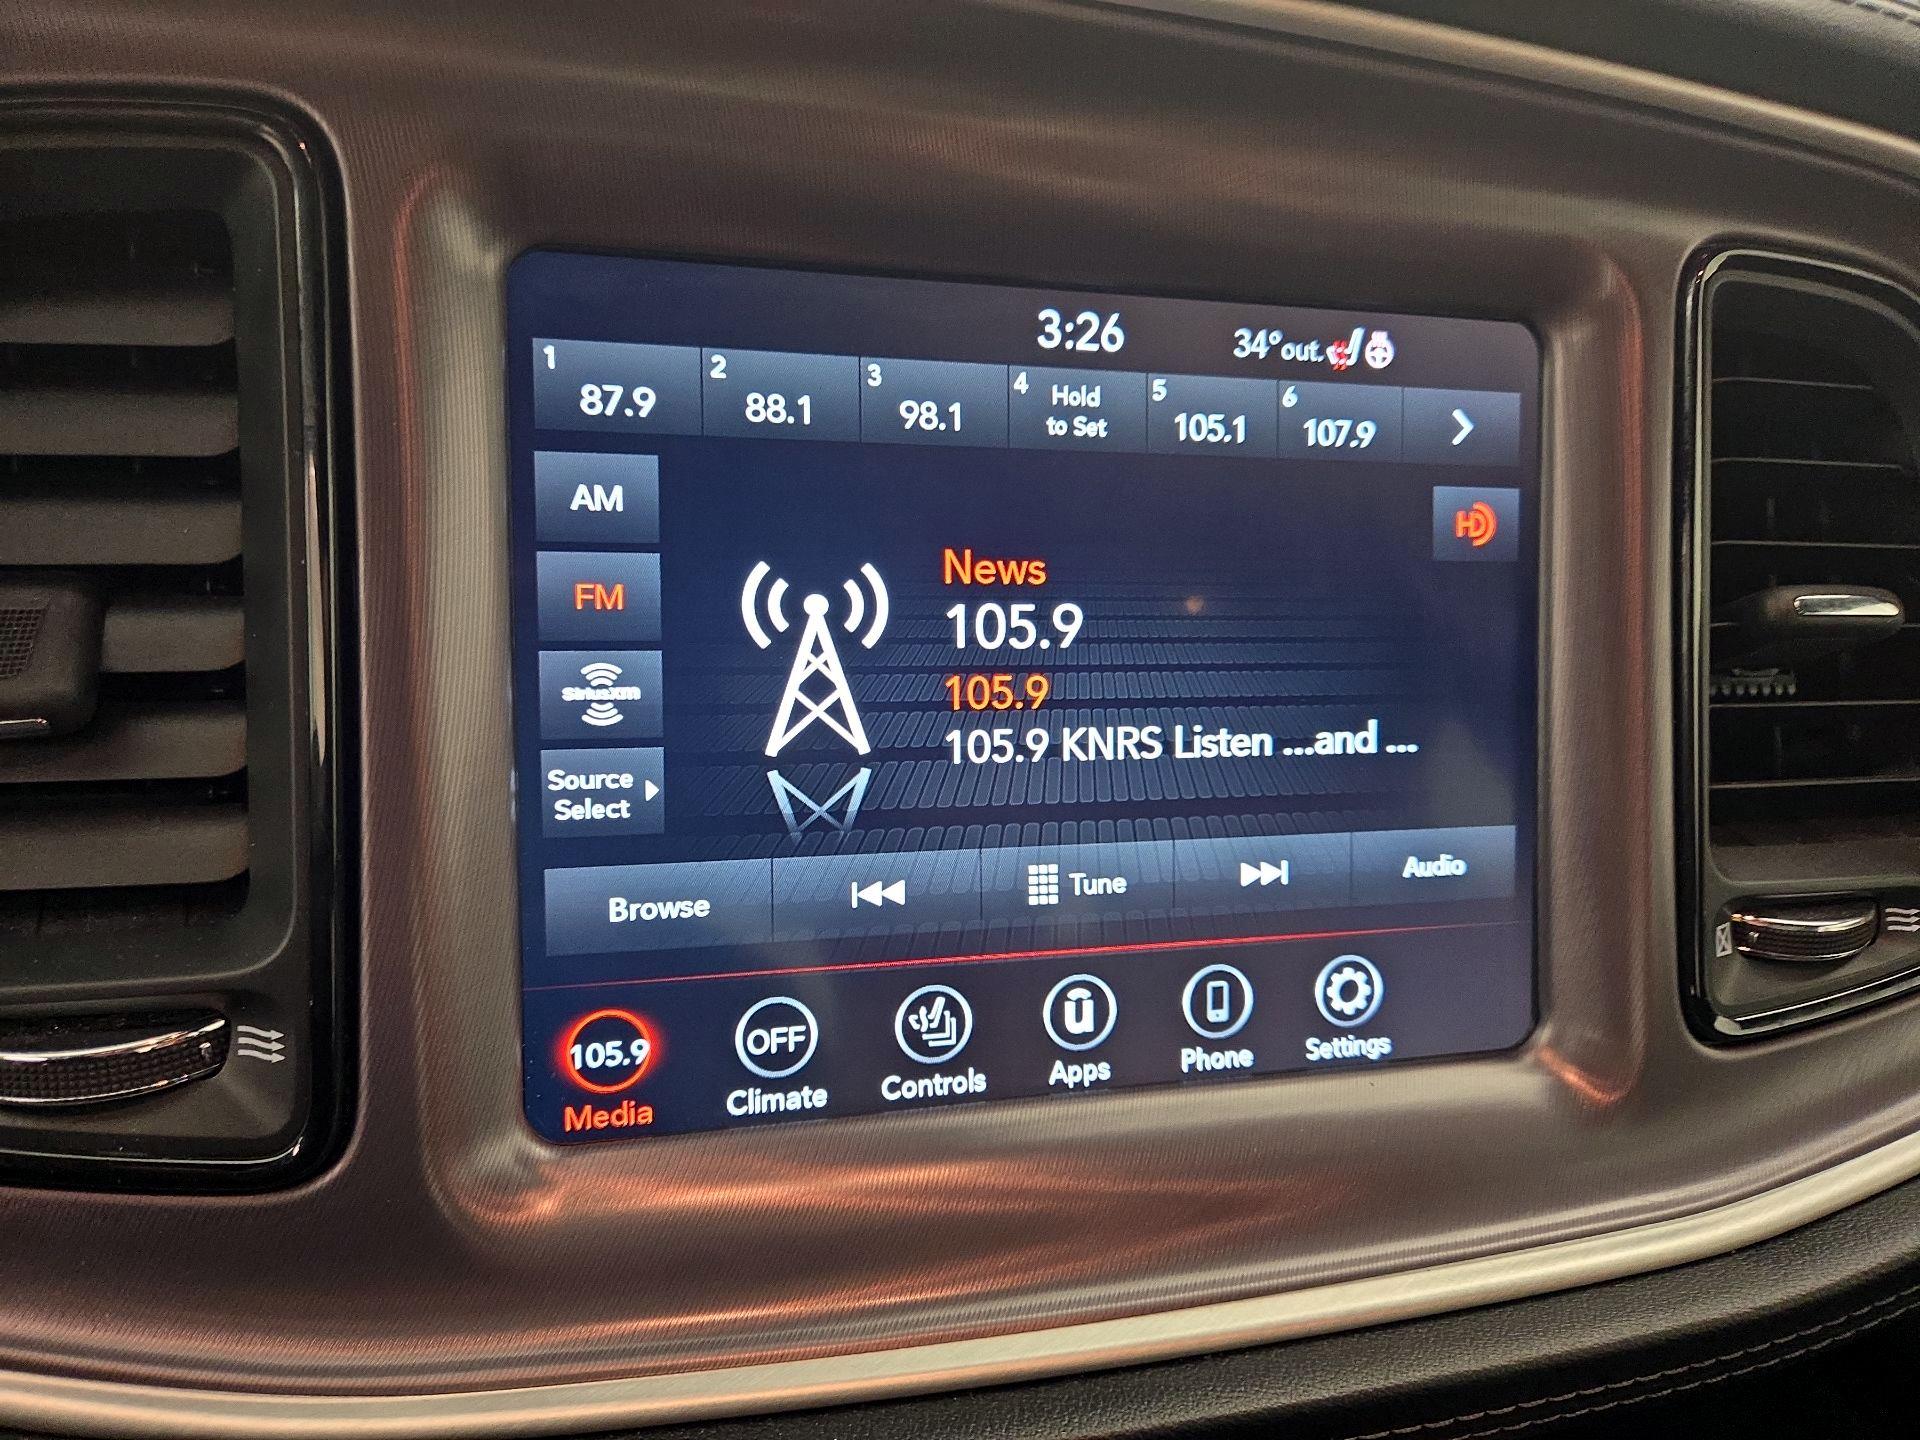 3:26
34°out.
1 87.9
2 88.1
3 98.1
4 Hold
to Set
5 105.1
6 107.9
AM
HD
FM
News
105.9
SiriusXM
105.9
105.9 KNRS Listen ...and ...
Source
Select
Browse
Tune
Audio
105.9
OFF
u
Media
Climate
Controls
Apps
Phone
Settings